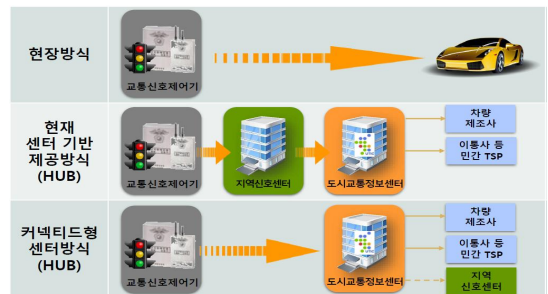 현장방식
교통신호제어기
현재
센터 기반
제공방식
(HUB)
교통신호제어기
지역신호센터
도시교통정보센터
차량
제조사
이통사 등
민간 TSP
커넥티드형
센터방식
(HUB)
교통신호제어기
도시교통정보센터
차량
제조사
이통사 등
민간 TSP
지역
신호센터